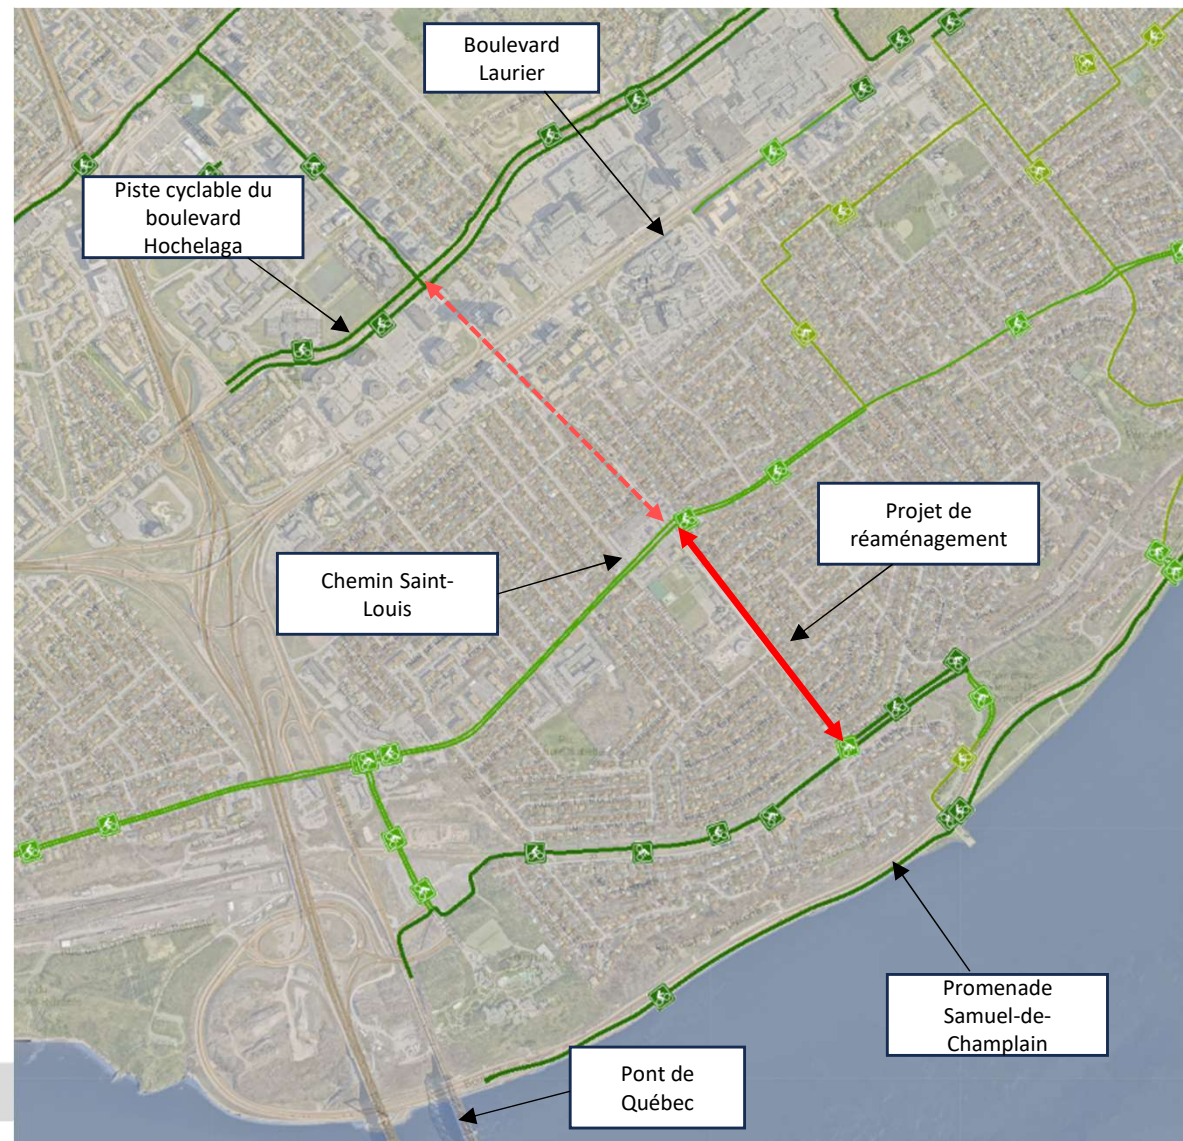 Boulevard
Laurier
Piste cyclable du
boulevard
Hochelaga
Projet de
réaménagement
Chemin Saint-
Louis
Promenade
Samuel-de-
Champlain
Pont de
Québec